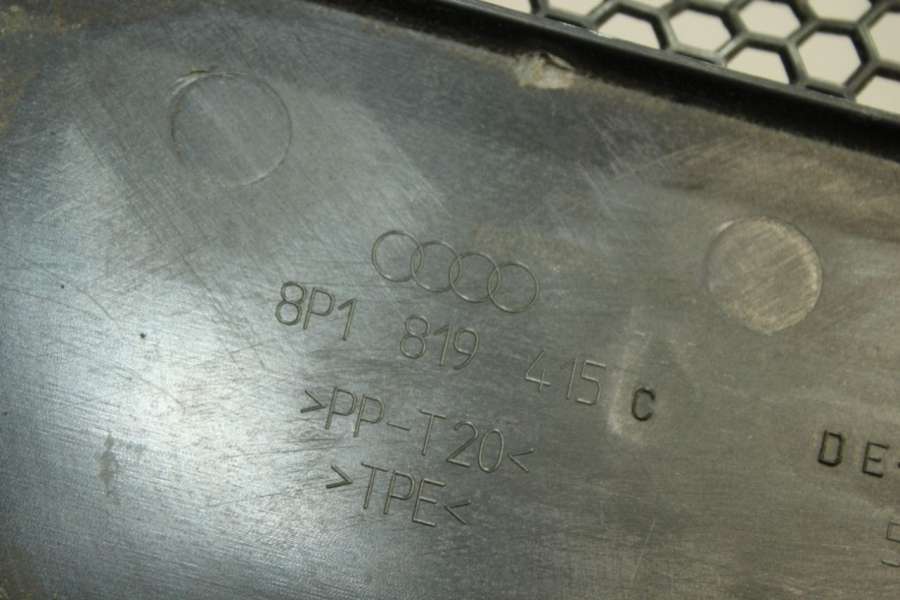 8P1 819 415 C
>PP-T20<
>TPE<
DE